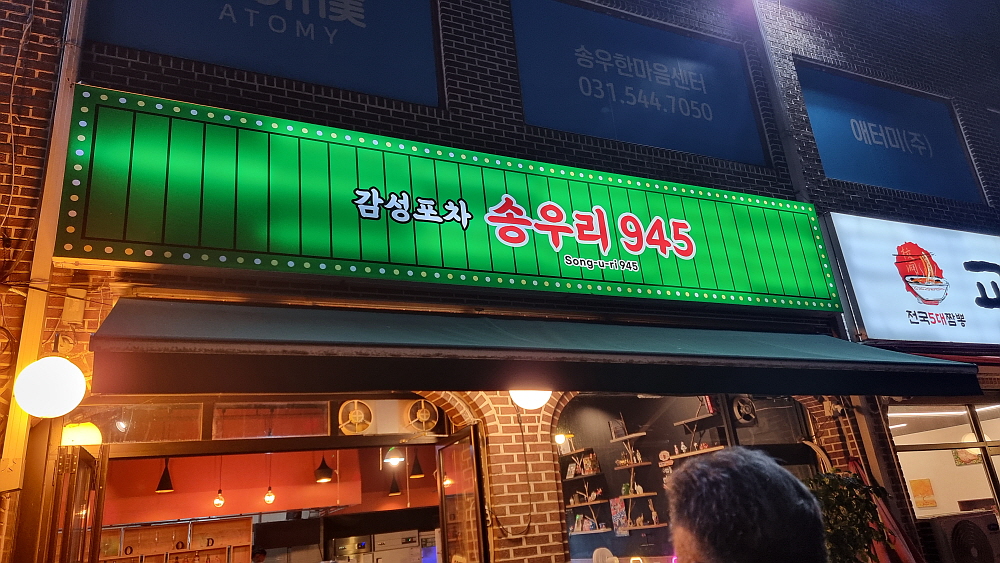 ATOMY
송우한마음센터
031.544.7050
애터미(주)
감성포차 송우리 945
Song-u-ri 945
전국5대짬뽕